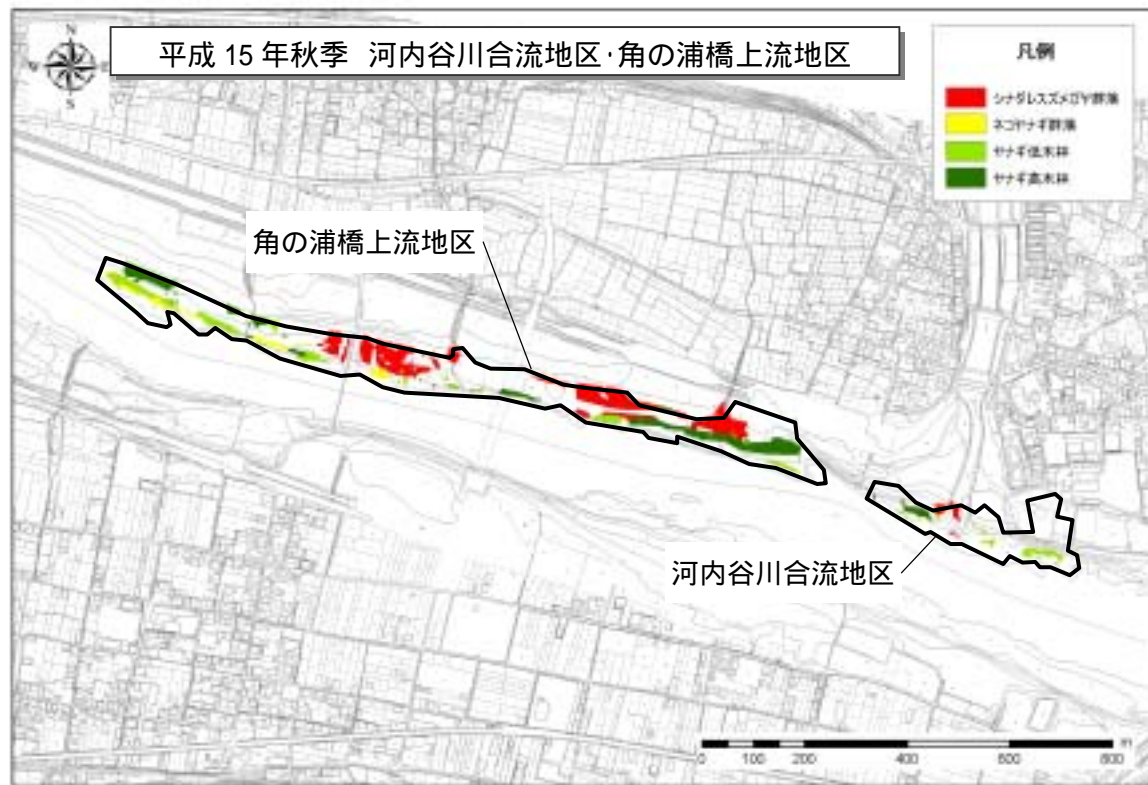 平成 15 年秋季 河内谷川合流地区･角の浦橋上流地区
N
S
凡例
シナダレスズメガヤ群落
ネコヤナギ群落
ヤナギ低木林
ヤナギ高木林
角の浦橋上流地区
河内谷川合流地区
m
0 100 200 400 600 800